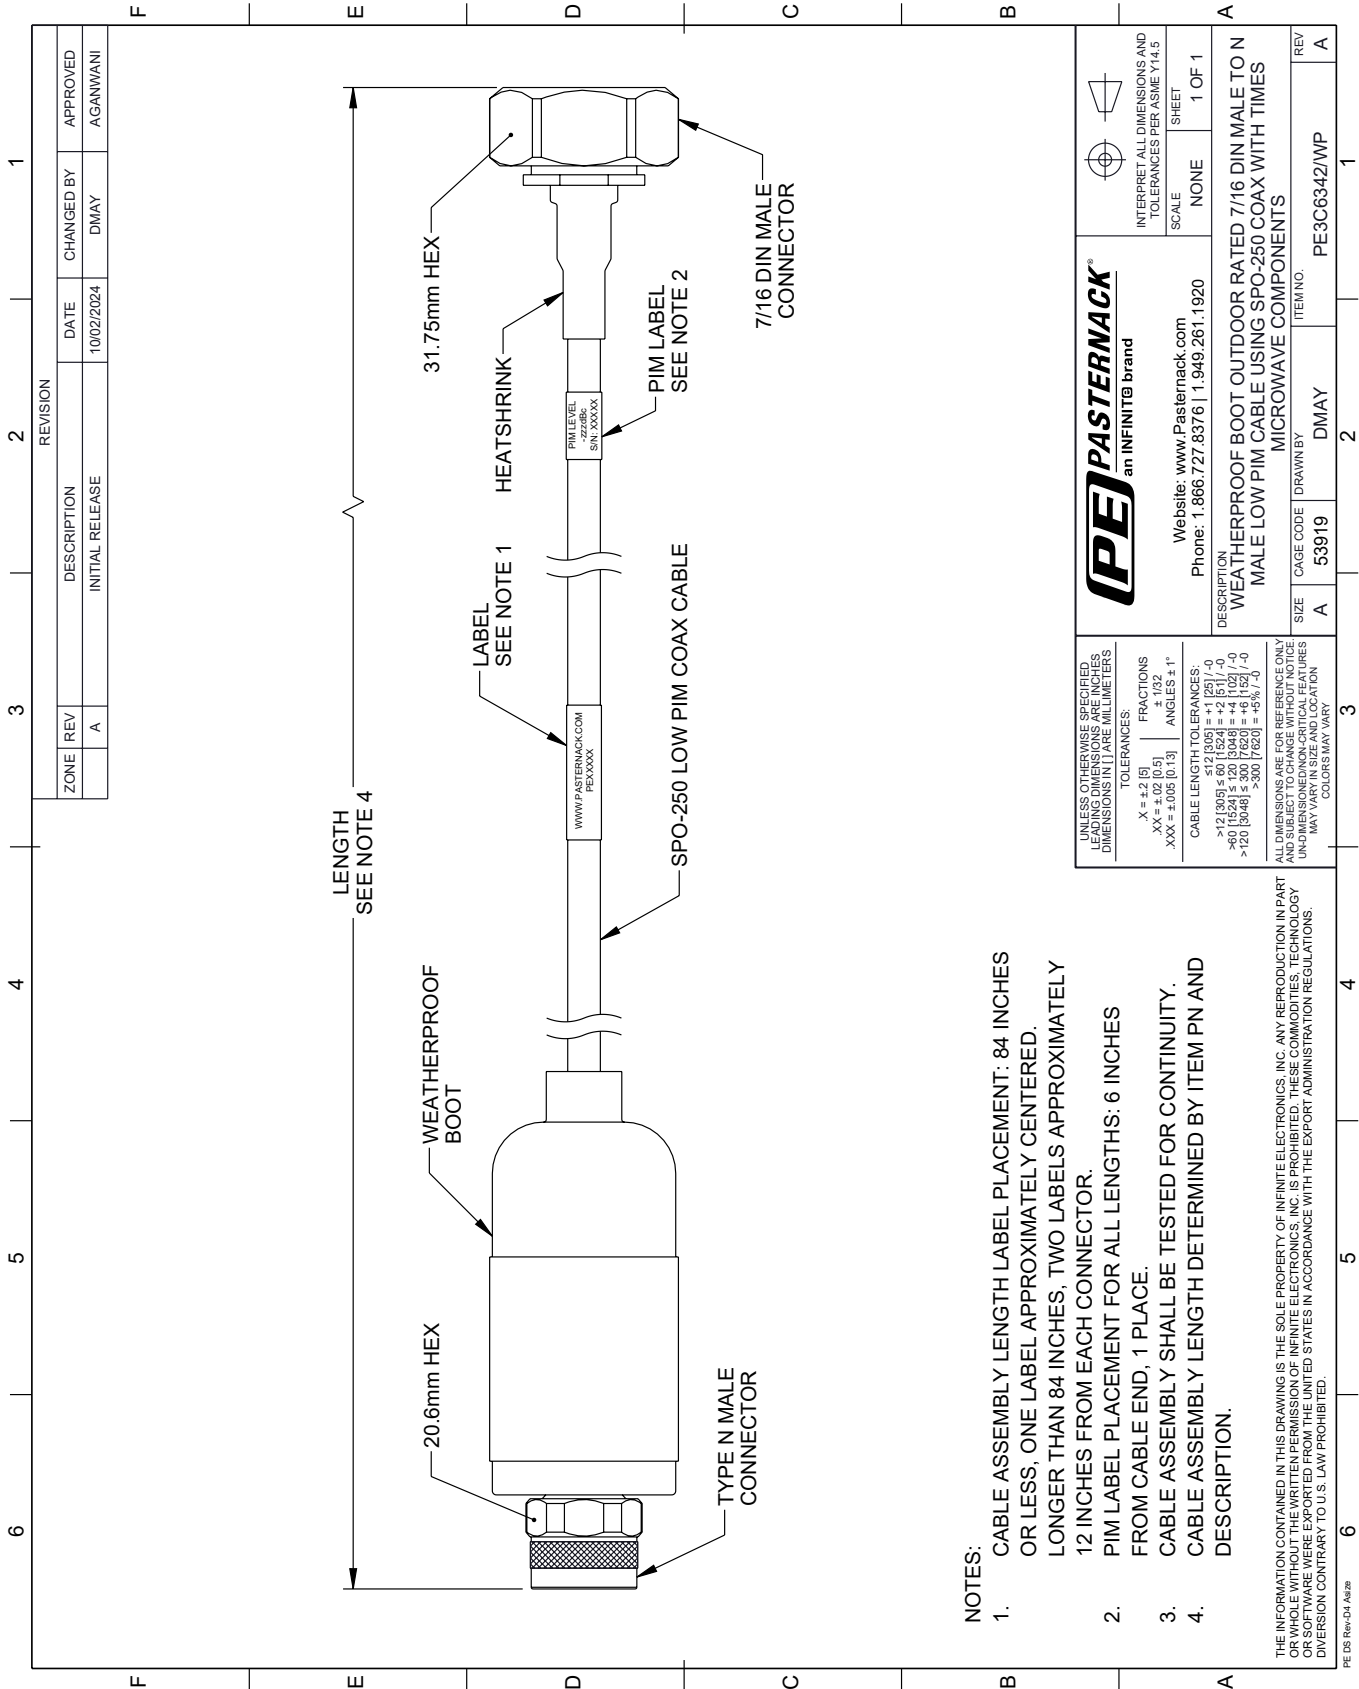 REVISION
ZONE REV DESCRIPTION DATE CHANGED BY APPROVED
A INITIAL RELEASE 10/02/2024 DMAY AGANWANI
6 5 4 3 2 1
F
E
D
C
B
A
F
E
D
C
B
A
LENGTH
SEE NOTE 4
20.6mm HEX
WEATHERPROOF
BOOT
LABEL
SEE NOTE 1
HEATSHRINK
31.75mm HEX
WWW.PASTERNACK.COM
PEXXXXX
PIM LEVEL
-zzzdBc
S/N: XXXXX
TYPE N MALE
CONNECTOR
SPO-250 LOW PIM COAX CABLE
PIM LABEL
SEE NOTE 2
7/16 DIN MALE
CONNECTOR
NOTES:
1. CABLE ASSEMBLY LENGTH LABEL PLACEMENT: 84 INCHES
OR LESS, ONE LABEL APPROXIMATELY CENTERED.
LONGER THAN 84 INCHES, TWO LABELS APPROXIMATELY
12 INCHES FROM EACH CONNECTOR.
2. PIM LABEL PLACEMENT FOR ALL LENGTHS: 6 INCHES
FROM CABLE END, 1 PLACE.
3. CABLE ASSEMBLY SHALL BE TESTED FOR CONTINUITY.
4. CABLE ASSEMBLY LENGTH DETERMINED BY ITEM PN AND
DESCRIPTION.
THE INFORMATION CONTAINED IN THIS DRAWING IS THE SOLE PROPERTY OF INFINITE ELECTRONICS, INC. ANY REPRODUCTION IN PART
OR WHOLE WITHOUT THE WRITTEN PERMISSION OF INFINITE ELECTRONICS, INC. IS PROHIBITED. THESE COMMODITIES, TECHNOLOGY
OR SOFTWARE WERE EXPORTED FROM THE UNITED STATES IN ACCORDANCE WITH THE EXPORT ADMINISTRATION REGULATIONS.
DIVERSION CONTRARY TO U.S. LAW PROHIBITED.
UNLESS OTHERWISE SPECIFIED
LEADING DIMENSIONS ARE INCHES
DIMENSIONS IN [ ] ARE MILLIMETERS
TOLERANCES:
.X = ±.2 [5] FRACTIONS
.XX = ±.02 [0.5] ± 1/32
.XXX = ±.005 [0.13] ANGLES ± 1°
CABLE LENGTH TOLERANCES:
≤12 [305] = +1 [25] / -0
>12 [305] ≤ 60 [1524] = +2 [51] / -0
>60 [1524] ≤ 120 [3048] = +4 [102] / -0
>120 [3048] ≤ 300 [7620] = +6 [152] / -0
>300 [7620] = +5% / -0
ALL DIMENSIONS ARE FOR REFERENCE ONLY
AND SUBJECT TO CHANGE WITHOUT NOTICE.
UN-DIMENSIONED/NON-CRITICAL FEATURES
MAY VARY IN SIZE AND LOCATION
COLORS MAY VARY
PE PASTERNACK®
an INFINITE brand
Website: www.Pasternack.com
Phone: 1.866.727.8376 | 1.949.261.1920
INTERPRET ALL DIMENSIONS AND
TOLERANCES PER ASME Y14.5
SCALE SHEET
NONE 1 OF 1
DESCRIPTION
WEATHERPROOF BOOT OUTDOOR RATED 7/16 DIN MALE TO N
MALE LOW PIM CABLE USING SPO-250 COAX WITH TIMES
MICROWAVE COMPONENTS
SIZE CAGE CODE DRAWN BY ITEM NO. REV
A 53919 DMAY PE3C6342/WP A
6 5 4 3 2 1
PE DS Rev-D4 Asize